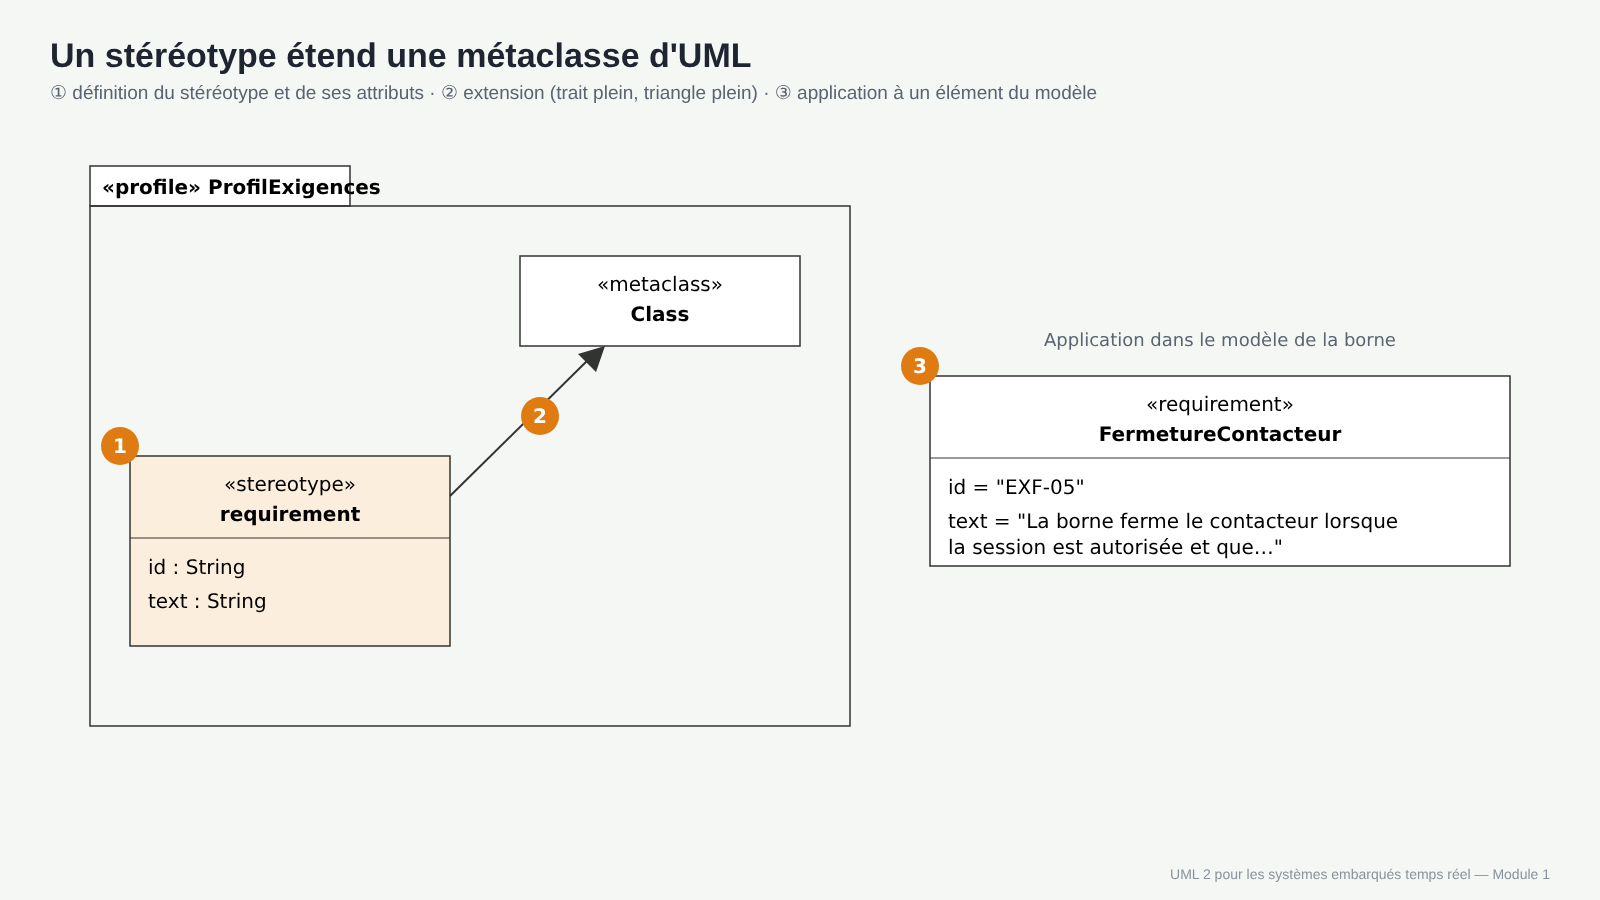 Un stéréotype étend une métaclasse d'UML
① définition du stéréotype et de ses attributs · ② extension (trait plein, triangle plein) · ③ application à un élément du modèle
«profile» ProfilExigences
«metaclass»
Class
2
1
«stereotype»
requirement
id : String
text : String
Application dans le modèle de la borne
3
«requirement»
FermetureContacteur
id = "EXF-05"
text = "La borne ferme le contacteur lorsque
la session est autorisée et que…"
UML 2 pour les systèmes embarqués temps réel — Module 1